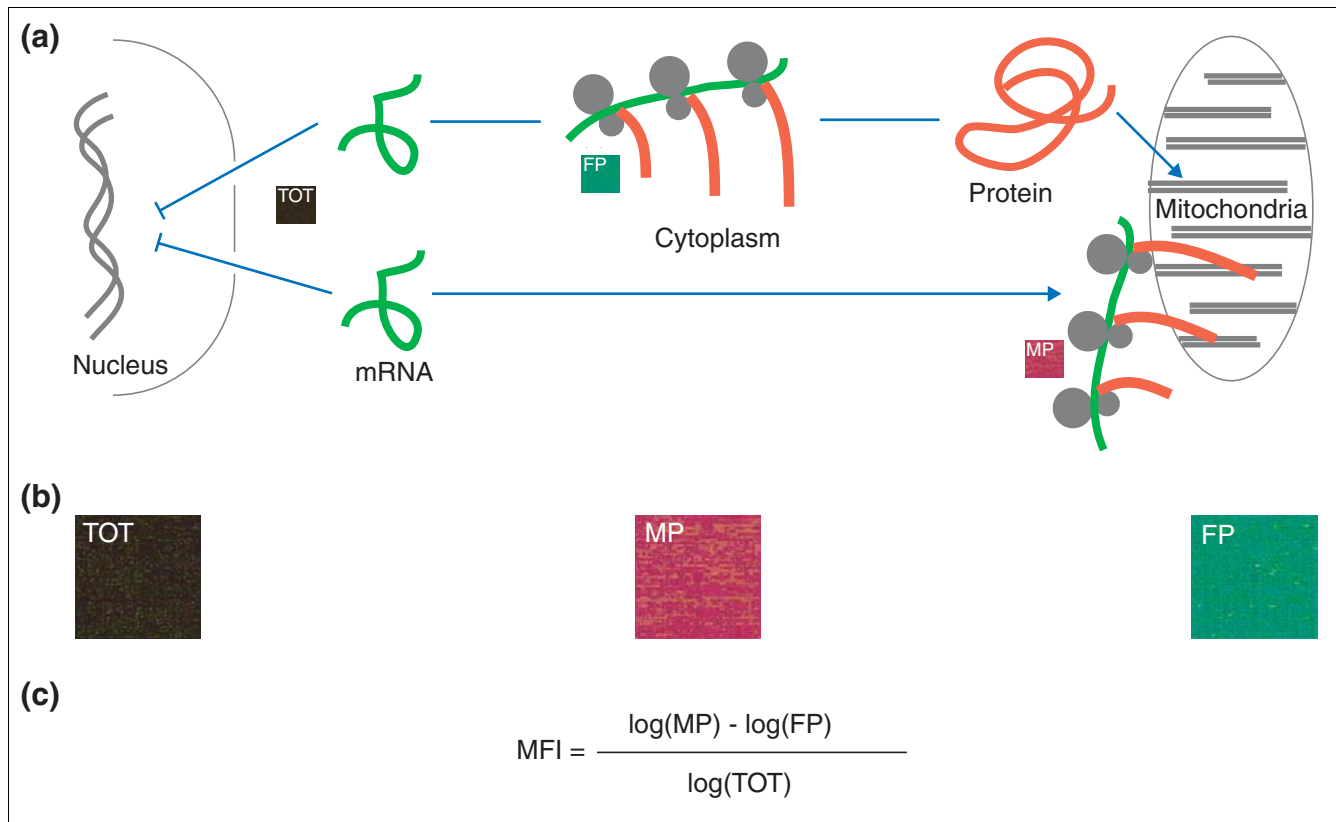 (a)
TOT
FP
Protein
Mitochondria
Cytoplasm
MP
Nucleus
mRNA
(b)
TOT
MP
FP
(c)
MFI = log(MP) - log(FP)
log(TOT)